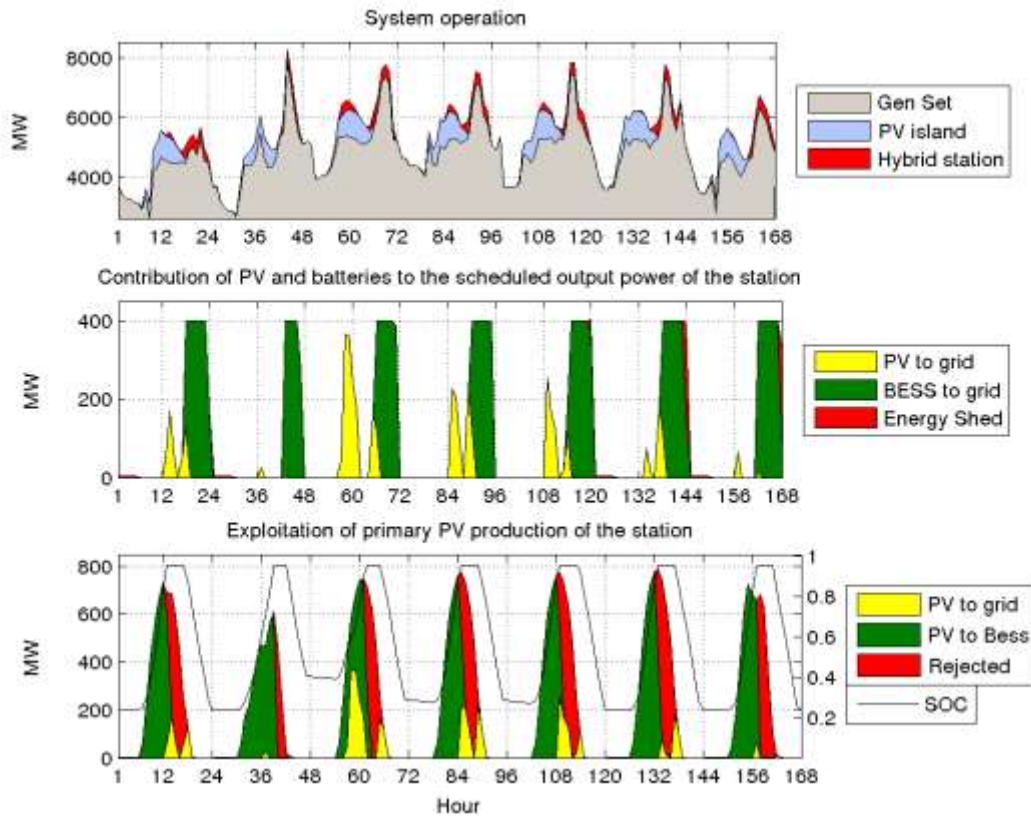 System operation
8000
6000
4000
MW
1 12 24 36 48 60 72 84 96 108 120 132 144 156 168
Gen Set
PV island
Hybrid station
Contribution of PV and batteries to the scheduled output power of the station
400
200
0
MW
1 12 24 36 48 60 72 84 96 108 120 132 144 156 168
PV to grid
BESS to grid
Energy Shed
Exploitation of primary PV production of the station
800
600
400
200
0
MW
1
0.8
0.6
0.4
0.2
1 12 24 36 48 60 72 84 96 108 120 132 144 156 168
Hour
PV to grid
PV to Bess
Rejected
SOC